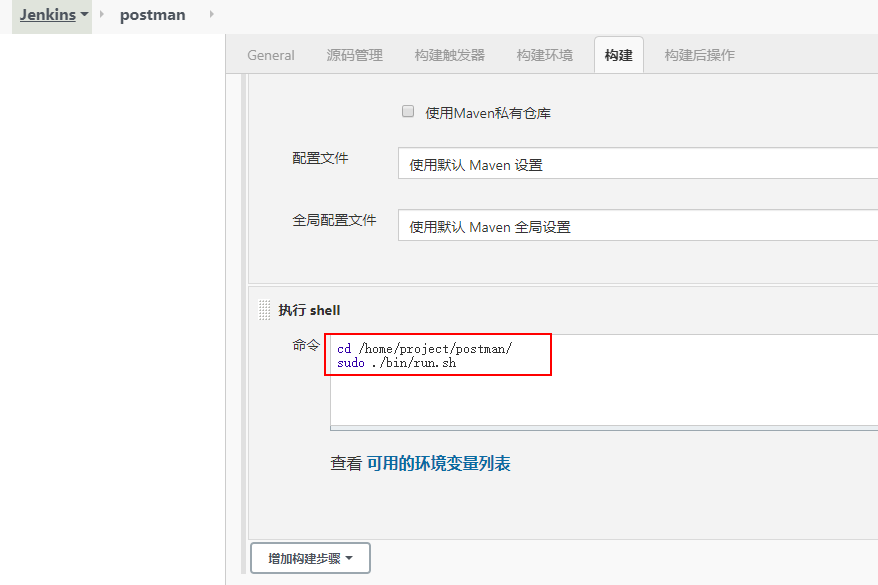 Jenkins postman
General 源码管理 构建触发器 构建环境 构建 构建后操作
使用Maven私有仓库
配置文件 使用默认 Maven 设置
全局配置文件 使用默认 Maven 全局设置
执行 shell
命令 cd /home/project/postman/
sudo ./bin/run.sh
查看 可用的环境变量列表
增加构建步骤